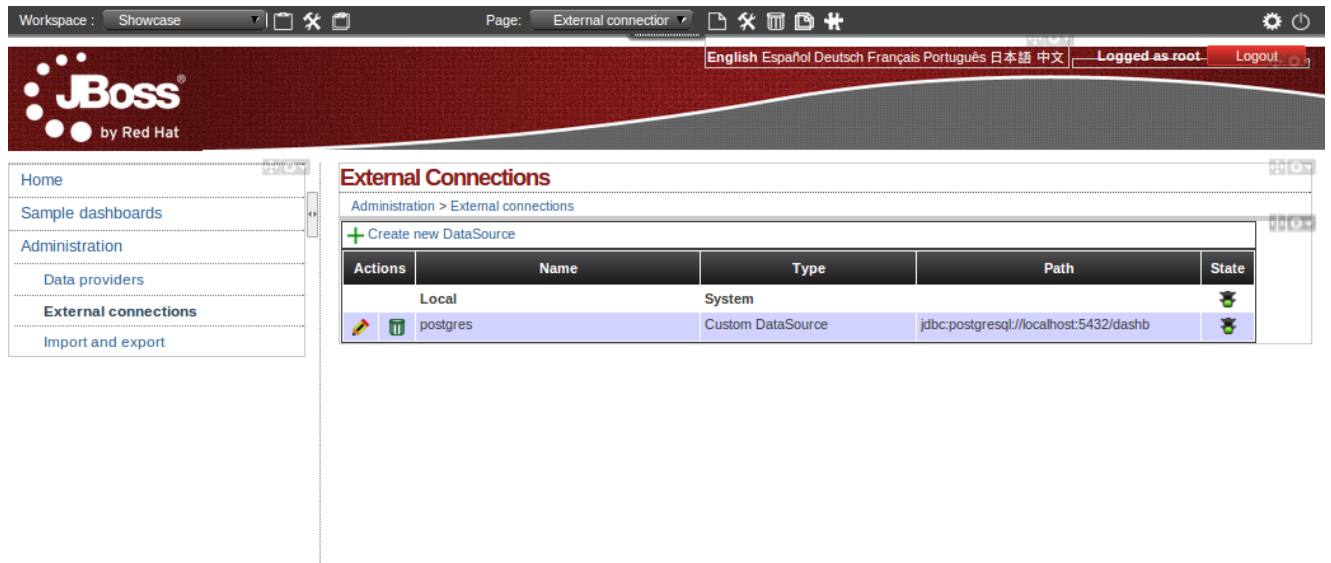 Workspace : Showcase Page: External connection
English Español Deutsch Français Português 日本語 中文 Logged as root Logout
JBoss®
by Red Hat
Home
Sample dashboards
Administration
Data providers
External connections
Import and export
External Connections
Administration > External connections
Create new DataSource
Actions Name Type Path State
Local System
postgres Custom DataSource jdbc:postgresql://localhost:5432/dashb